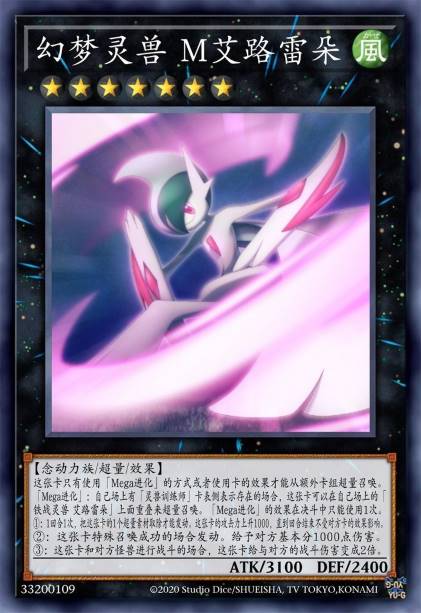 幻梦灵兽 M艾路雷朵 風
【念动力族/超量/效果】
这张卡只有使用「Mega进化」的方式或者使用卡的效果才能从额外卡组超量召唤。
「Mega进化」：自己场上有「灵兽训练师」卡表侧表示存在的场合，这张卡可以在自己场上的「
铁战灵兽 艾路雷朵」上面重叠来超量召唤。「Mega进化」的效果在决斗中只能使用1次。
①：1回合1次，把这张卡的1个超量素材取除才能发动。这张卡的攻击力上升1000，直到回合结束不受对方卡的效果影响。
②：这张卡特殊召唤成功的场合发动。给予对方基本分1000点伤害。
③：这张卡和对方怪兽进行战斗的场合，这张卡给与对方的战斗伤害变成2倍。
ATK/3100 DEF/2400
33200109 ©2020 Studio Dice/SHUEISHA, TV TOKYO,KONAMI